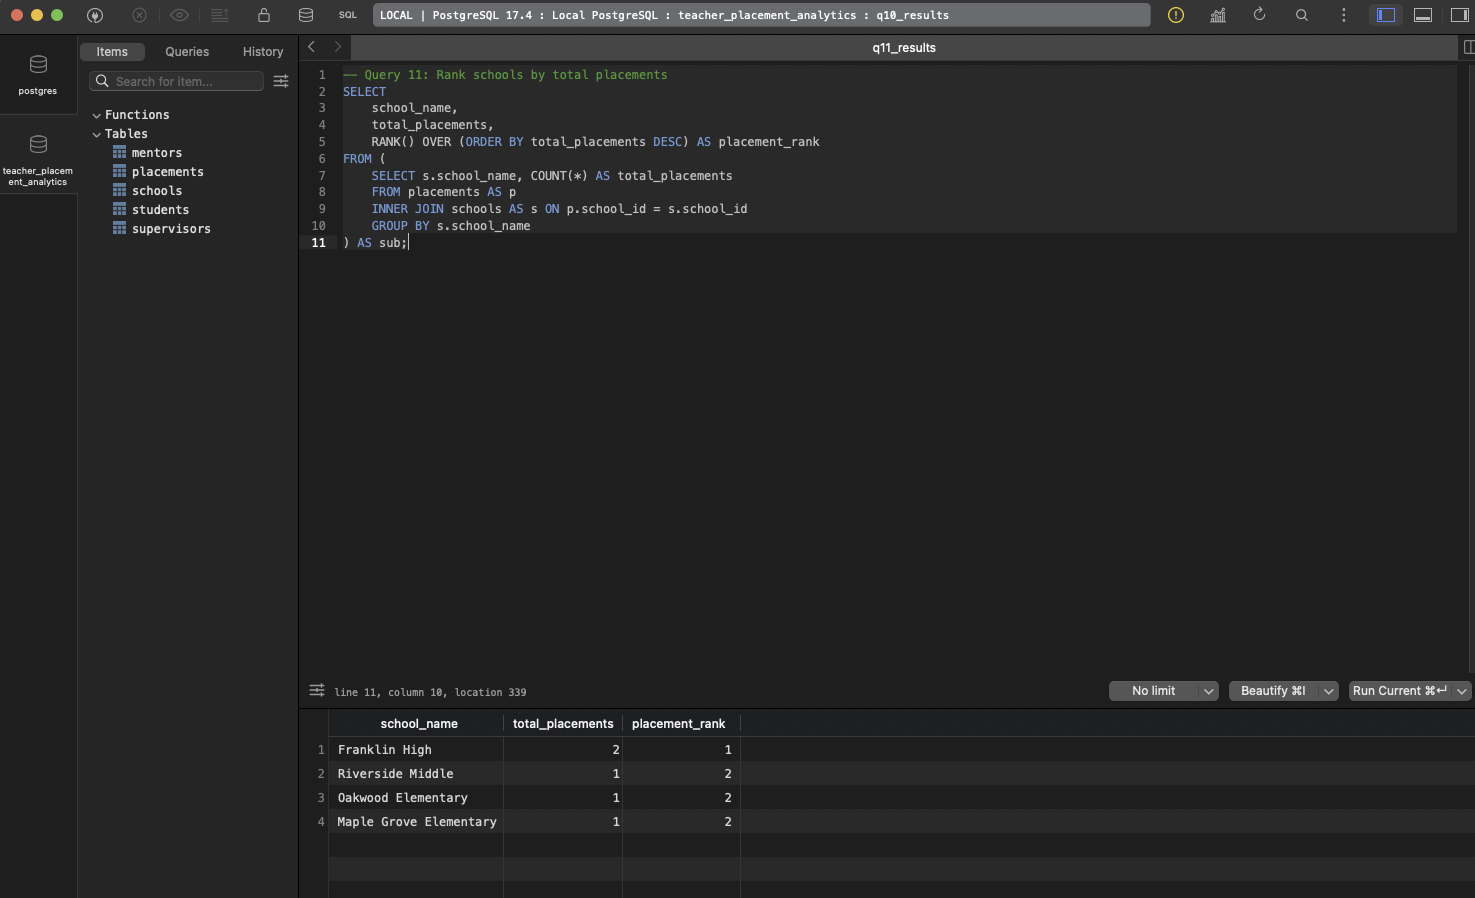 SQL
LOCAL | PostgreSQL 17.4 : Local PostgreSQL : teacher_placement_analytics : q10_results
postgres
teacher_placem
ent_analytics
Items Queries History
Search for item...
Functions
Tables
mentors
placements
schools
students
supervisors
q11_results
1 -- Query 11: Rank schools by total placements
2 SELECT
3 school_name,
4 total_placements,
5 RANK() OVER (ORDER BY total_placements DESC) AS placement_rank
6 FROM (
7 SELECT s.school_name, COUNT(*) AS total_placements
8 FROM placements AS p
9 INNER JOIN schools AS s ON p.school_id = s.school_id
10 GROUP BY s.school_name
11 ) AS sub;
line 11, column 10, location 339
No limit Beautify ⌘I Run Current ⌘↵
school_name total_placements placement_rank
1 Franklin High 2 1
2 Riverside Middle 1 2
3 Oakwood Elementary 1 2
4 Maple Grove Elementary 1 2